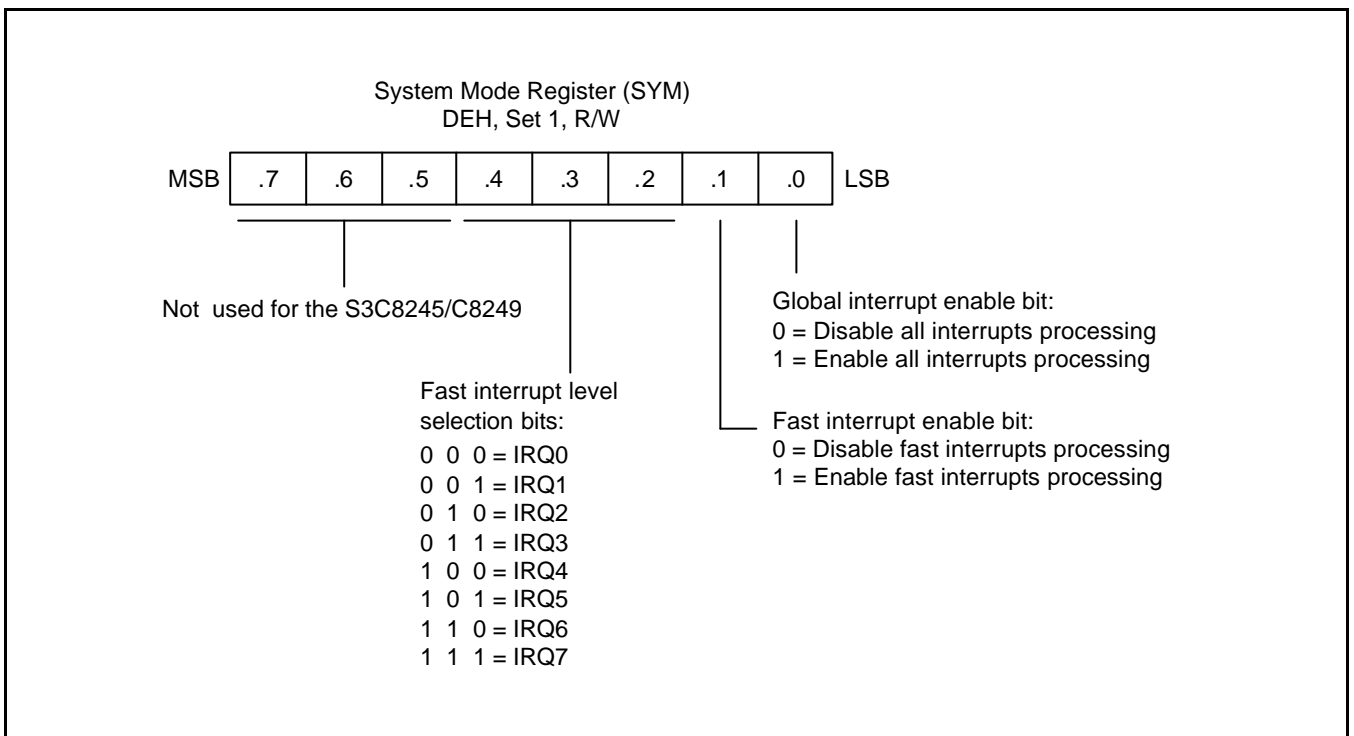 System Mode Register (SYM)
DEH, Set 1, R/W
MSB .7 .6 .5 .4 .3 .2 .1 .0 LSB
Not used for the S3C8245/C8249
Fast interrupt level
selection bits:
0 0 0 = IRQ0
0 0 1 = IRQ1
0 1 0 = IRQ2
0 1 1 = IRQ3
1 0 0 = IRQ4
1 0 1 = IRQ5
1 1 0 = IRQ6
1 1 1 = IRQ7
Global interrupt enable bit:
0 = Disable all interrupts processing
1 = Enable all interrupts processing
Fast interrupt enable bit:
0 = Disable fast interrupts processing
1 = Enable fast interrupts processing